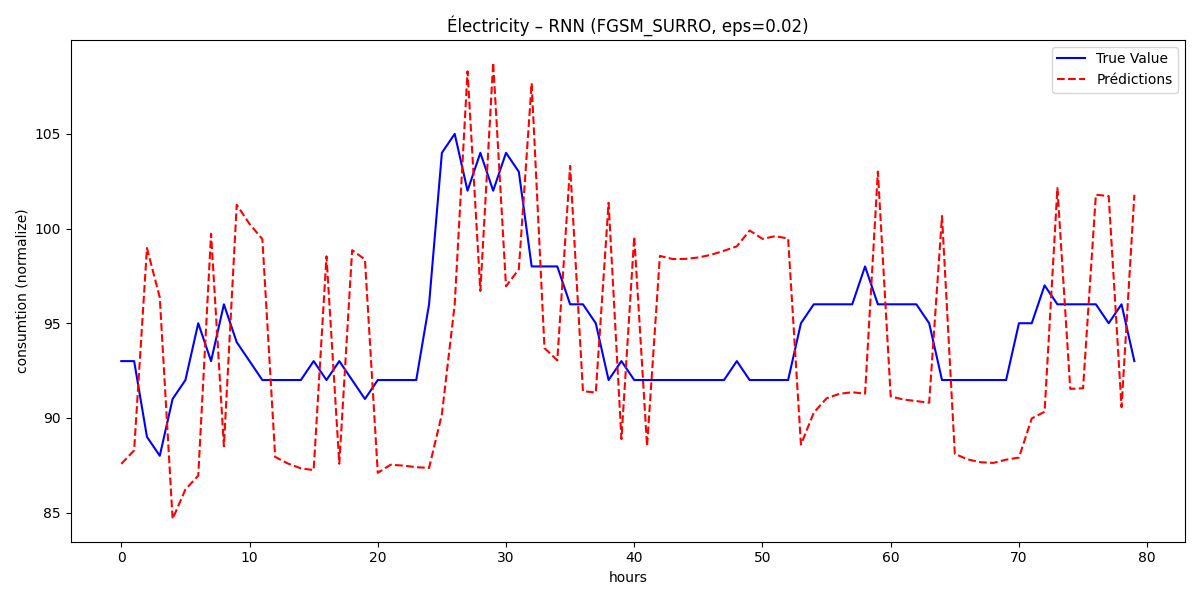 Électricity – RNN (FGSM_SURRO, eps=0.02)
True Value
Prédictions
consumtion (normalize)
105
100
95
90
85
0 10 20 30 40 50 60 70 80
hours